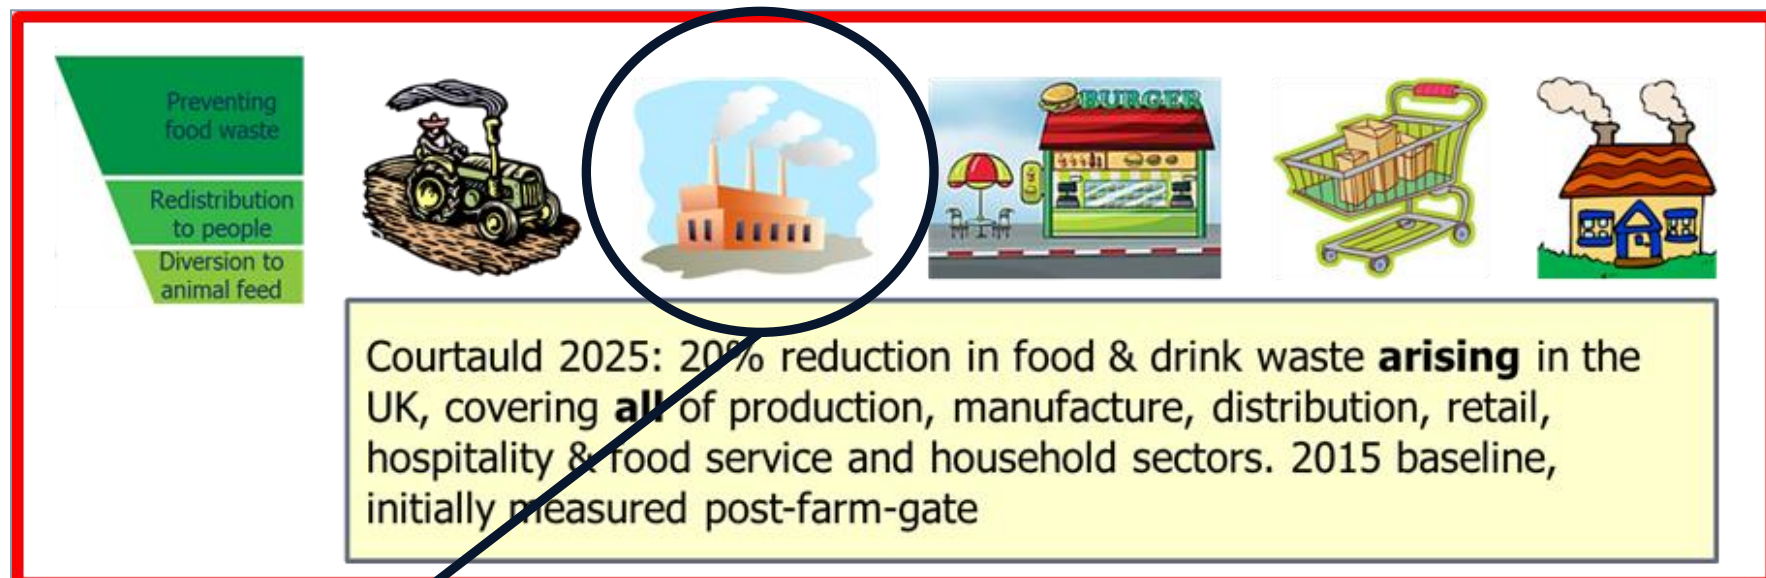 Preventing
food waste
Redistribution
to people
Diversion to
animal feed
BURGER
Courtauld 2025: 20% reduction in food & drink waste arising in the
UK, covering all of production, manufacture, distribution, retail,
hospitality & food service and household sectors. 2015 baseline,
initially measured post-farm-gate